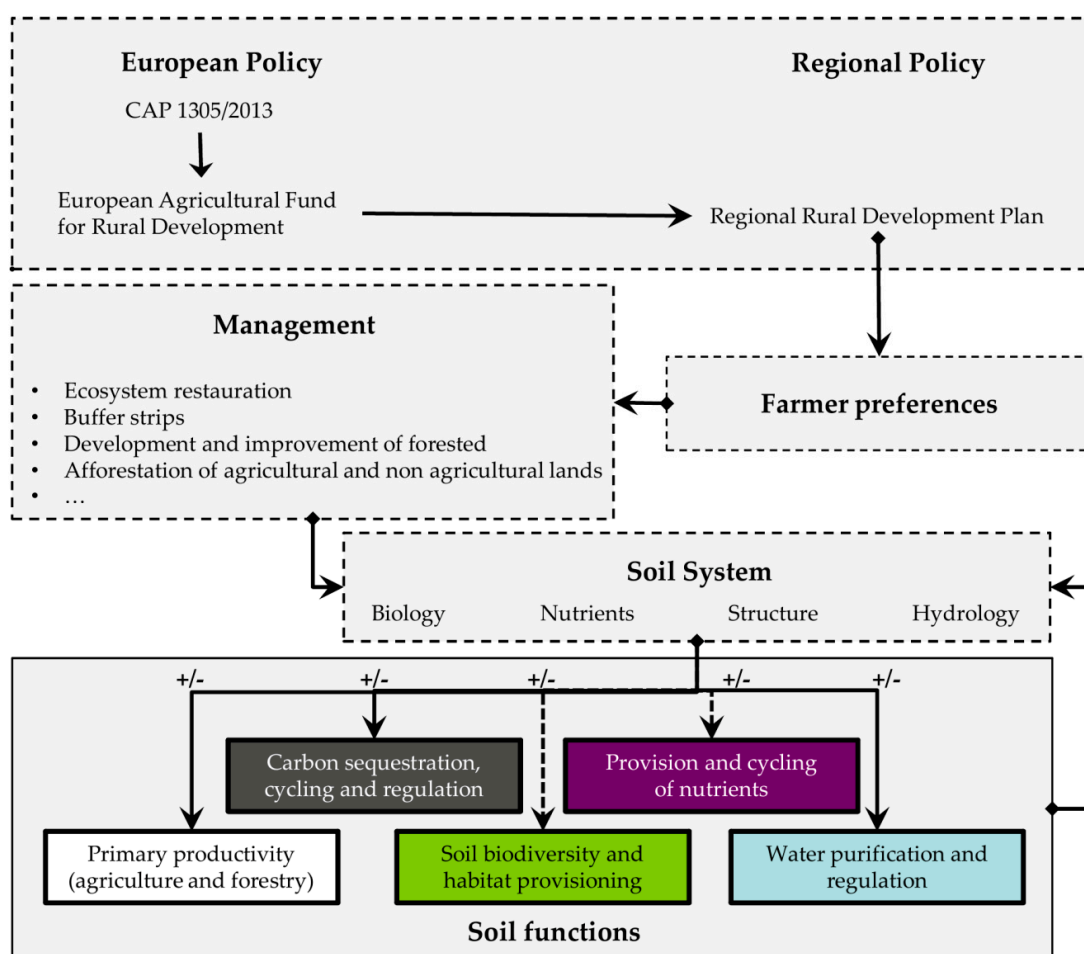 European Policy
Regional Policy
CAP 1305/2013
European Agricultural Fund
for Rural Development
Regional Rural Development Plan
Management
• Ecosystem restauration
• Buffer strips
• Development and improvement of forested
• Afforestation of agricultural and non agricultural lands
• …
Farmer preferences
Soil System
Biology Nutrients Structure Hydrology
+/- +/- +/- +/- +/-
Carbon sequestration,
cycling and regulation
Provision and cycling
of nutrients
Primary productivity
(agriculture and forestry)
Soil biodiversity and
habitat provisioning
Water purification and
regulation
Soil functions